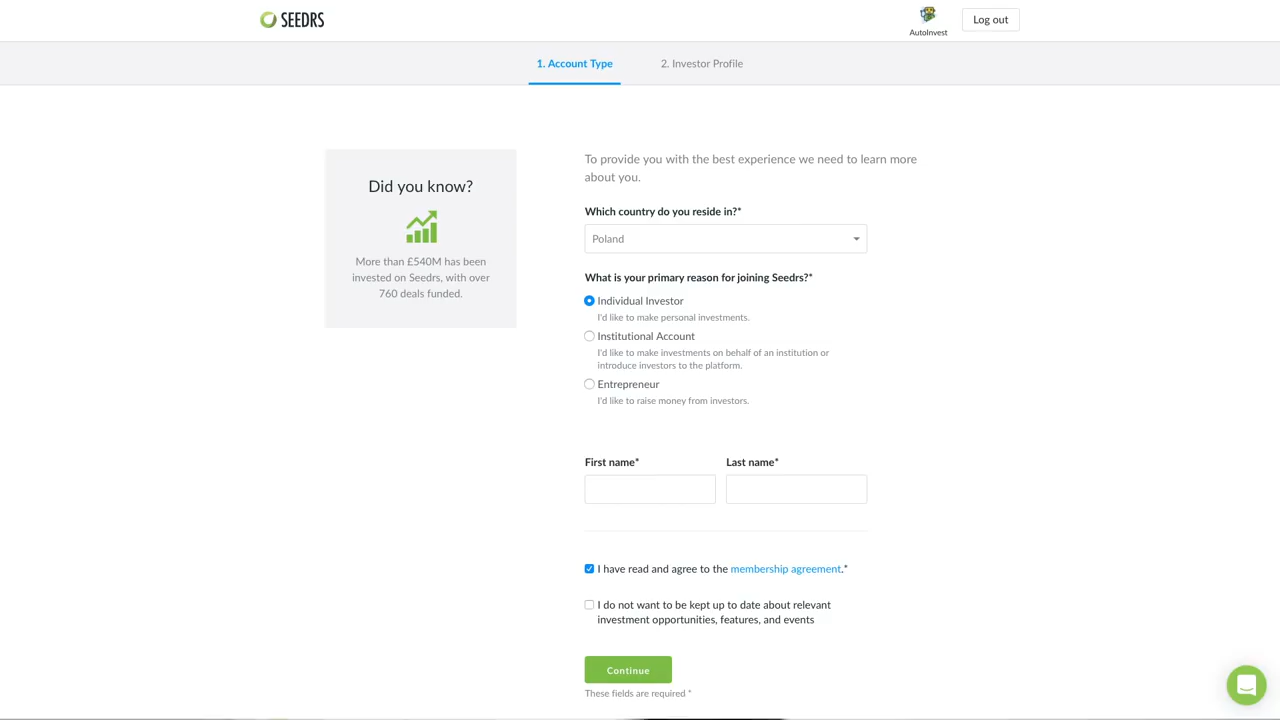 SEEDRS
AutoInvest
Log out
1. Account Type
2. Investor Profile
Did you know?
More than £540M has been
invested on Seedrs, with over
760 deals funded.
To provide you with the best experience we need to learn more
about you.
Which country do you reside in?*
Poland
What is your primary reason for joining Seedrs?*
Individual Investor
I'd like to make personal investments.
Institutional Account
I'd like to make investments on behalf of an institution or
introduce investors to the platform.
Entrepreneur
I'd like to raise money from investors.
First name*
Last name*
I have read and agree to the membership agreement.*
I do not want to be kept up to date about relevant
investment opportunities, features, and events
Continue
These fields are required *